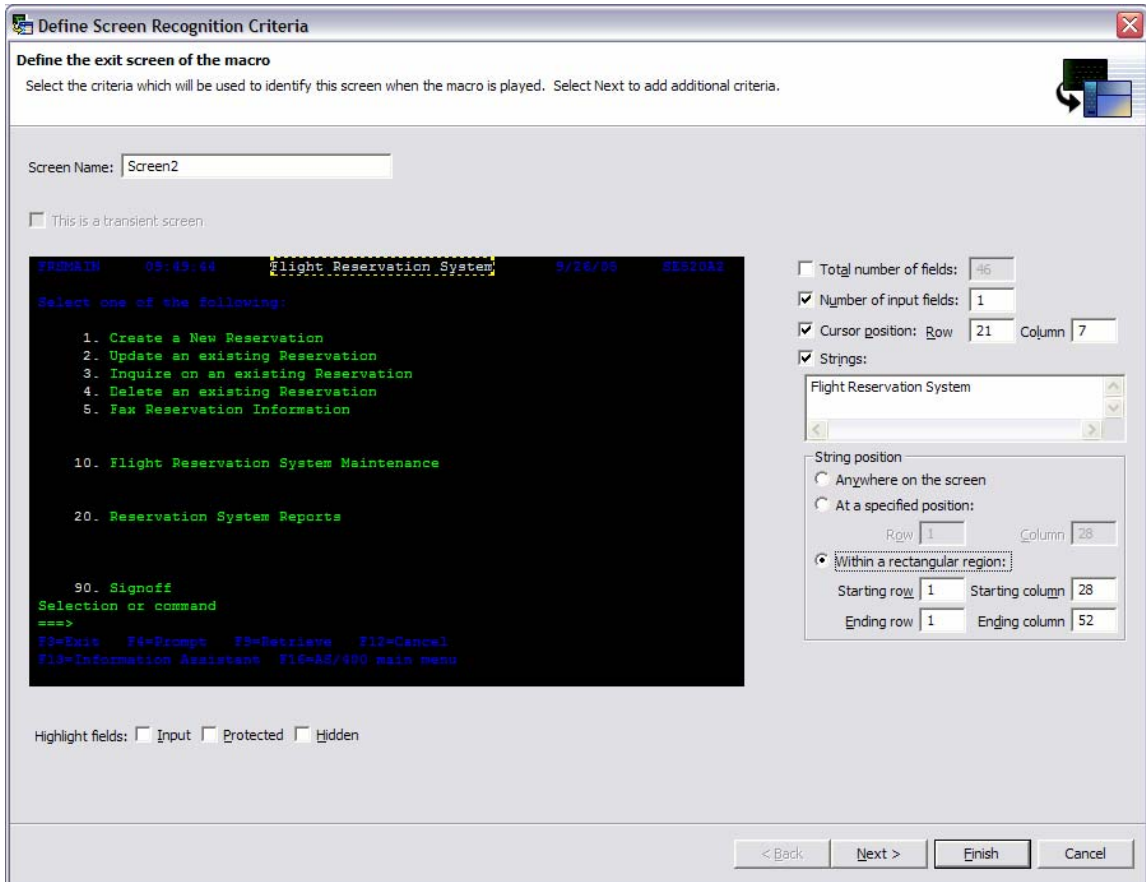 Define Screen Recognition Criteria
Define the exit screen of the macro
Select the criteria which will be used to identify this screen when the macro is played. Select Next to add additional criteria.
Screen Name: Screen2
This is a transient screen
FRSMAIN 09:49:44 Flight Reservation System 9/26/05 SE520A2
Select one of the following:
1. Create a New Reservation
2. Update an existing Reservation
3. Inquire on an existing Reservation
4. Delete an existing Reservation
5. Fax Reservation Information
10. Flight Reservation System Maintenance
20. Reservation System Reports
90. Signoff
Selection or command
===>
F3=Exit F4=Prompt F9=Retrieve F12=Cancel
F13=Information Assistant F16=AS/400 main menu
Highlight fields: Input Protected Hidden
Total number of fields: 46
Number of input fields: 1
Cursor position: Row 21 Column 7
Strings:
Flight Reservation System
String position
Anywhere on the screen
At a specified position:
Row 1 Column 28
Within a rectangular region:
Starting row 1 Starting column 28
Ending row 1 Ending column 52
< Back Next > Finish Cancel